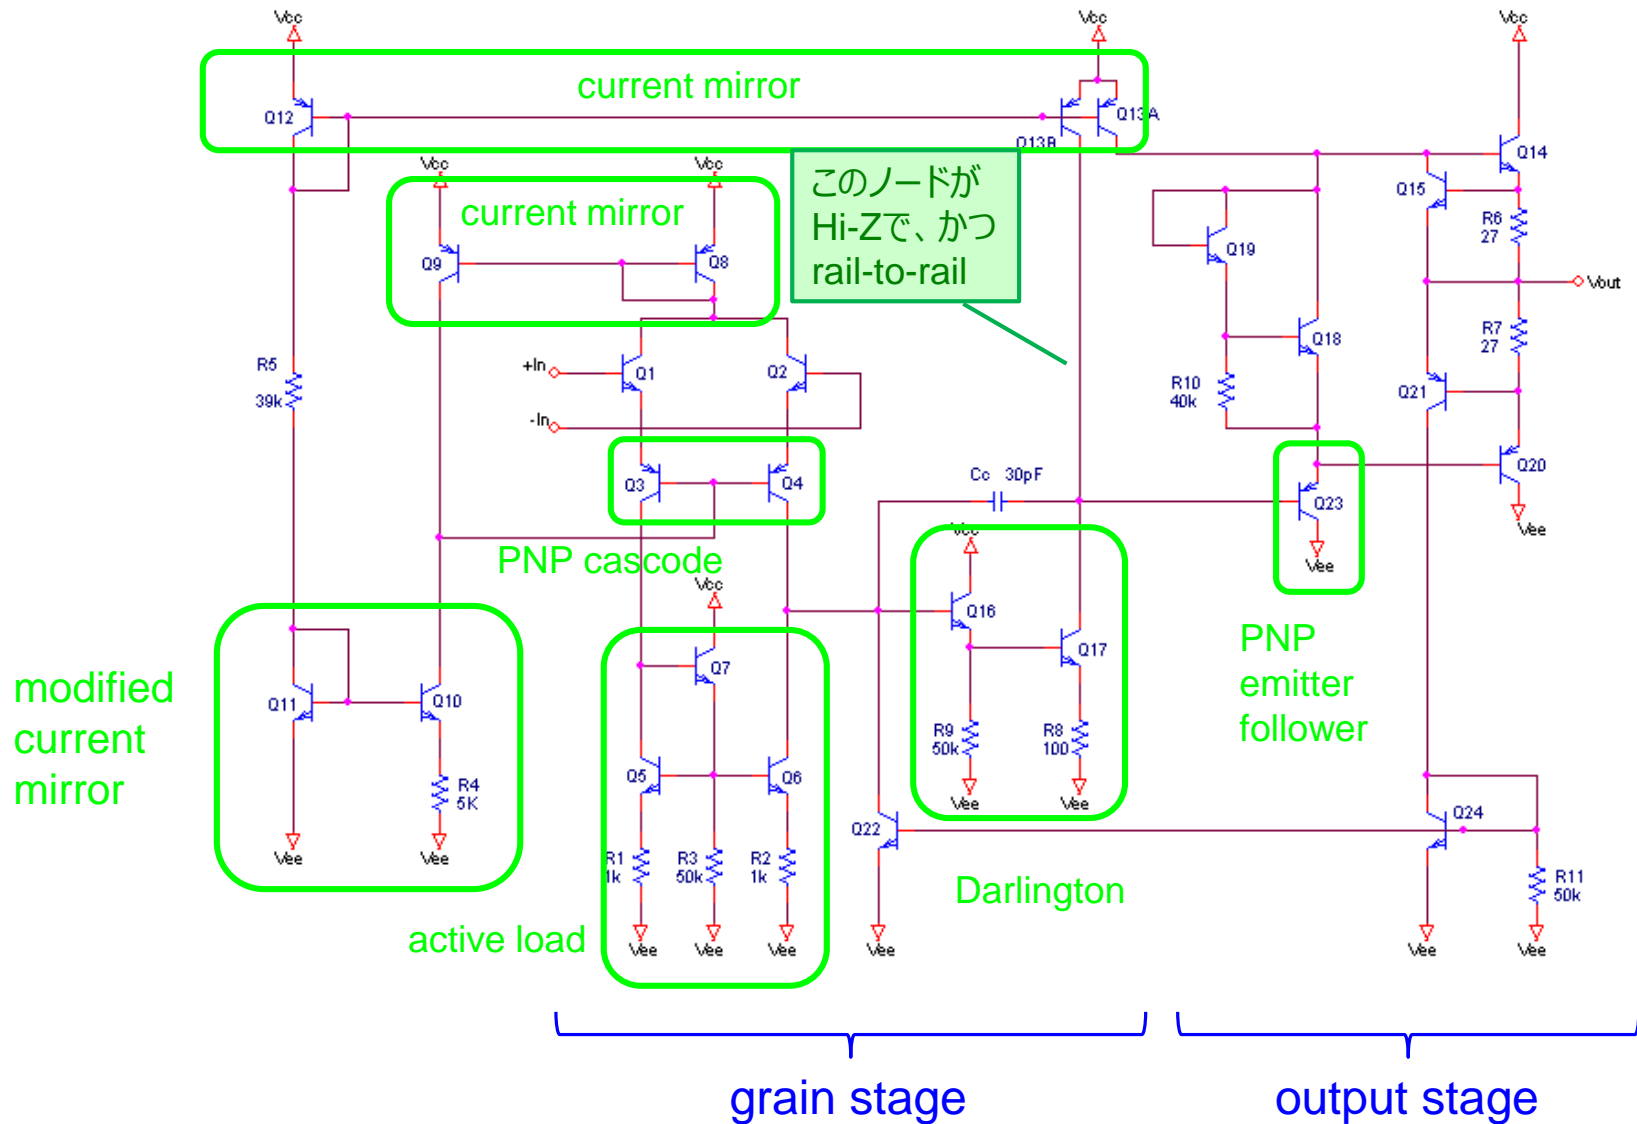 Vcc
Vcc
Vcc
current mirror
Q12
Q13A
Q13B
Q14
Q15
Vcc
Vcc
current mirror
このノードが
Hi-Zで、かつ
rail-to-rail
R6
27
Q9
Q8
Q19
Vout
Q18
R7
27
R5
39k
+In
Q1
Q2
R10
40k
Q21
-In
Q3
Q4
Cc 30pF
Q20
Q23
Vee
Vcc
PNP cascode
Vee
Vcc
Q16
Q7
Q17
PNP
emitter
follower
modified
current
mirror
Q11
Q10
R9
50k
R8
100
R4
5K
Q5
Q6
Vee
Vee
Q22
Q24
Vee
Vee
R1
1k
R3
50k
R2
1k
Darlington
R11
50k
active load
Vee
Vee
Vee
Vee
Vee
Vee
grain stage
output stage